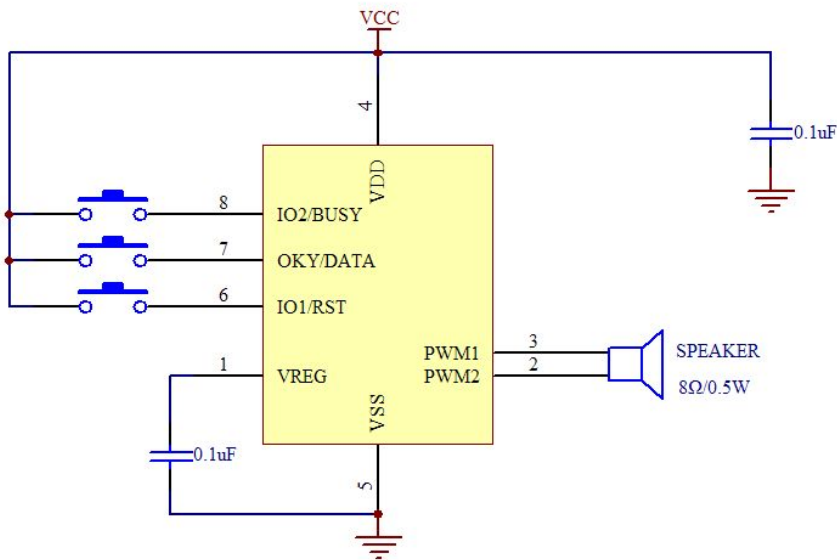 VCC
4
0.1uF
VDD
8
IO2/BUSY
7
OKY/DATA
6
IO1/RST
PWM1
3
SPEAKER
1
VREG
PWM2
2
8Ω/0.5W
VSS
0.1uF
5